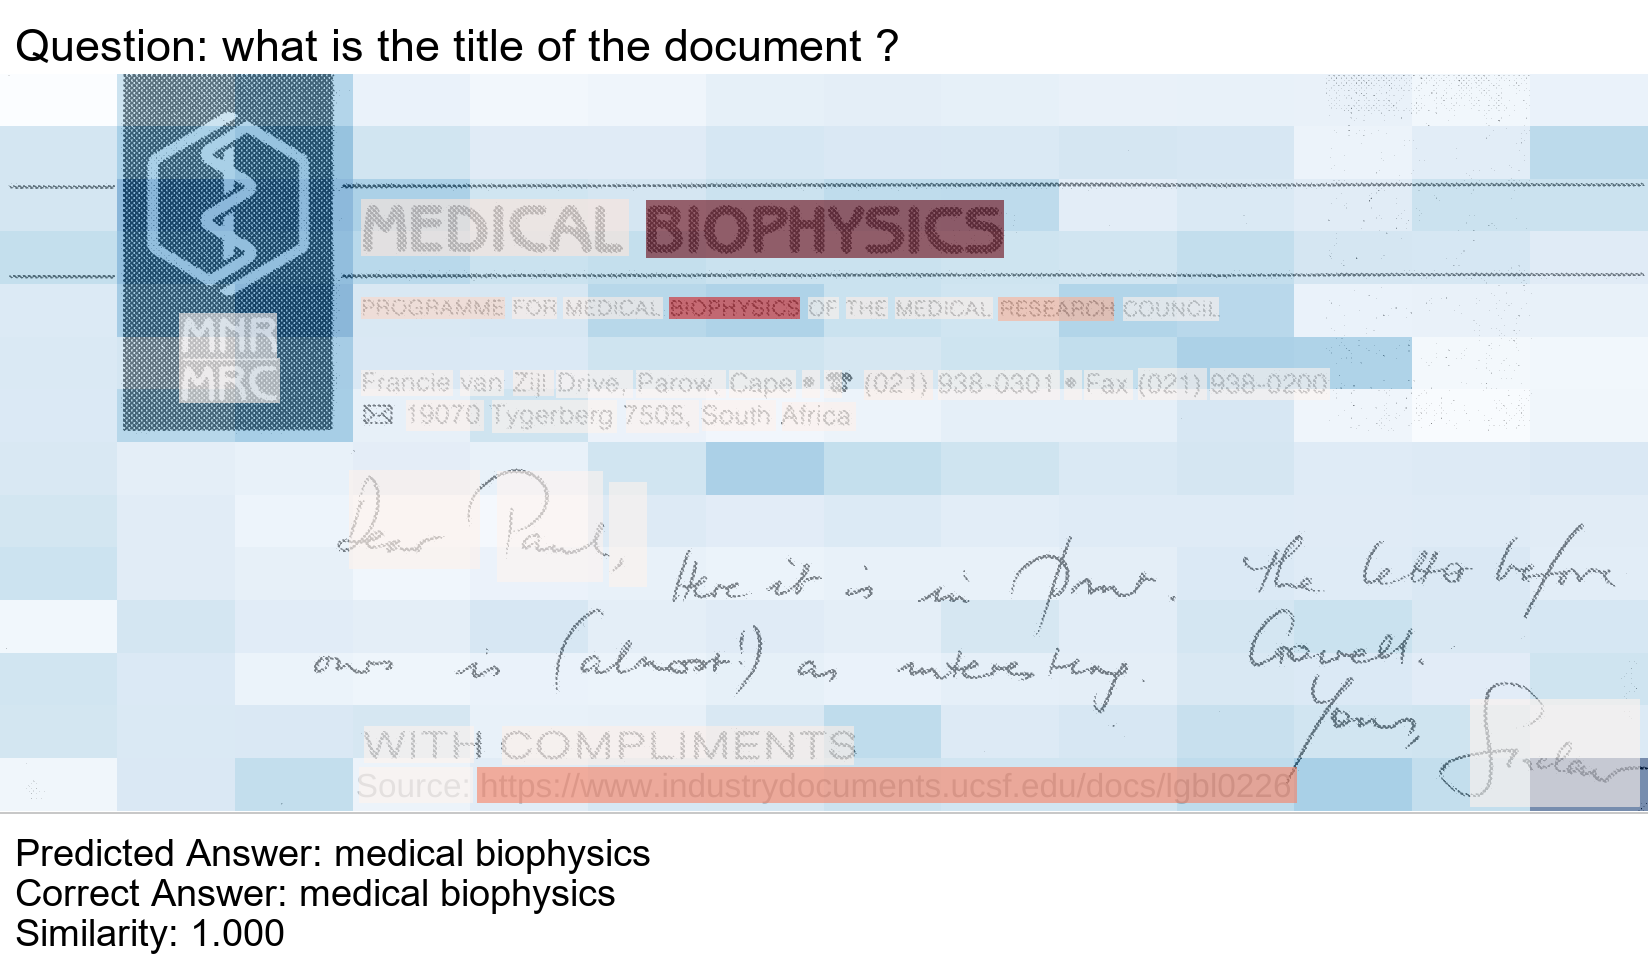 Question: what is the title of the document ?
MEDICAL BIOPHYSICS
PROGRAMME FOR MEDICAL BIOPHYSICS OF THE MEDICAL RESEARCH COUNCIL
MNR
MRC
Francie van Zijl Drive, Parow, Cape • ☎ (021) 938-0301 • Fax (021) 938-0200
✉ 19070 Tygerberg 7505, South Africa
Dear Paul,
Here it is in print. The letter before
ours is (almost!) as interesting. Crowell.
Yours,
WITH COMPLIMENTS
Source: https://www.industrydocuments.ucsf.edu/docs/lgbl0226
Predicted Answer: medical biophysics
Correct Answer: medical biophysics
Similarity: 1.000